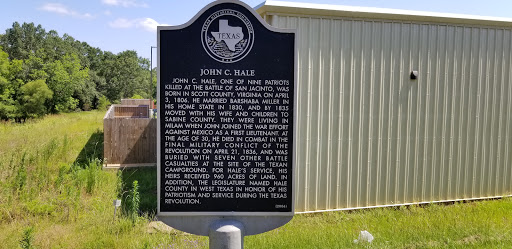 TEXAS
JOHN C. HALE
JOHN C. HALE, ONE OF NINE PATRIOTS
KILLED AT THE BATTLE OF SAN JACINTO, WAS
BORN IN SCOTT COUNTY, VIRGINIA ON APRIL
3, 1806. HE MARRIED BARSHABA MILLER IN
HIS HOME STATE IN 1830, AND BY 1835
MOVED WITH HIS WIFE AND CHILDREN TO
SABINE COUNTY. THEY WERE LIVING IN
MILAM WHEN JOHN JOINED THE WAR EFFORT
AGAINST MEXICO AS A FIRST LIEUTENANT. AT
THE AGE OF 30, HE DIED IN COMBAT IN THE
FINAL MILITARY CONFLICT OF THE
REVOLUTION ON APRIL 21, 1836, AND WAS
BURIED WITH SEVEN OTHER BATTLE
CASUALTIES AT THE SITE OF THE TEXAN
CAMPGROUND. FOR HALE'S SERVICE, HIS
HEIRS RECEIVED 960 ACRES OF LAND. IN
ADDITION, THE LEGISLATURE NAMED HALE
COUNTY IN WEST TEXAS IN HONOR OF HIS
PATRIOTISM AND SERVICE DURING THE TEXAS
REVOLUTION.